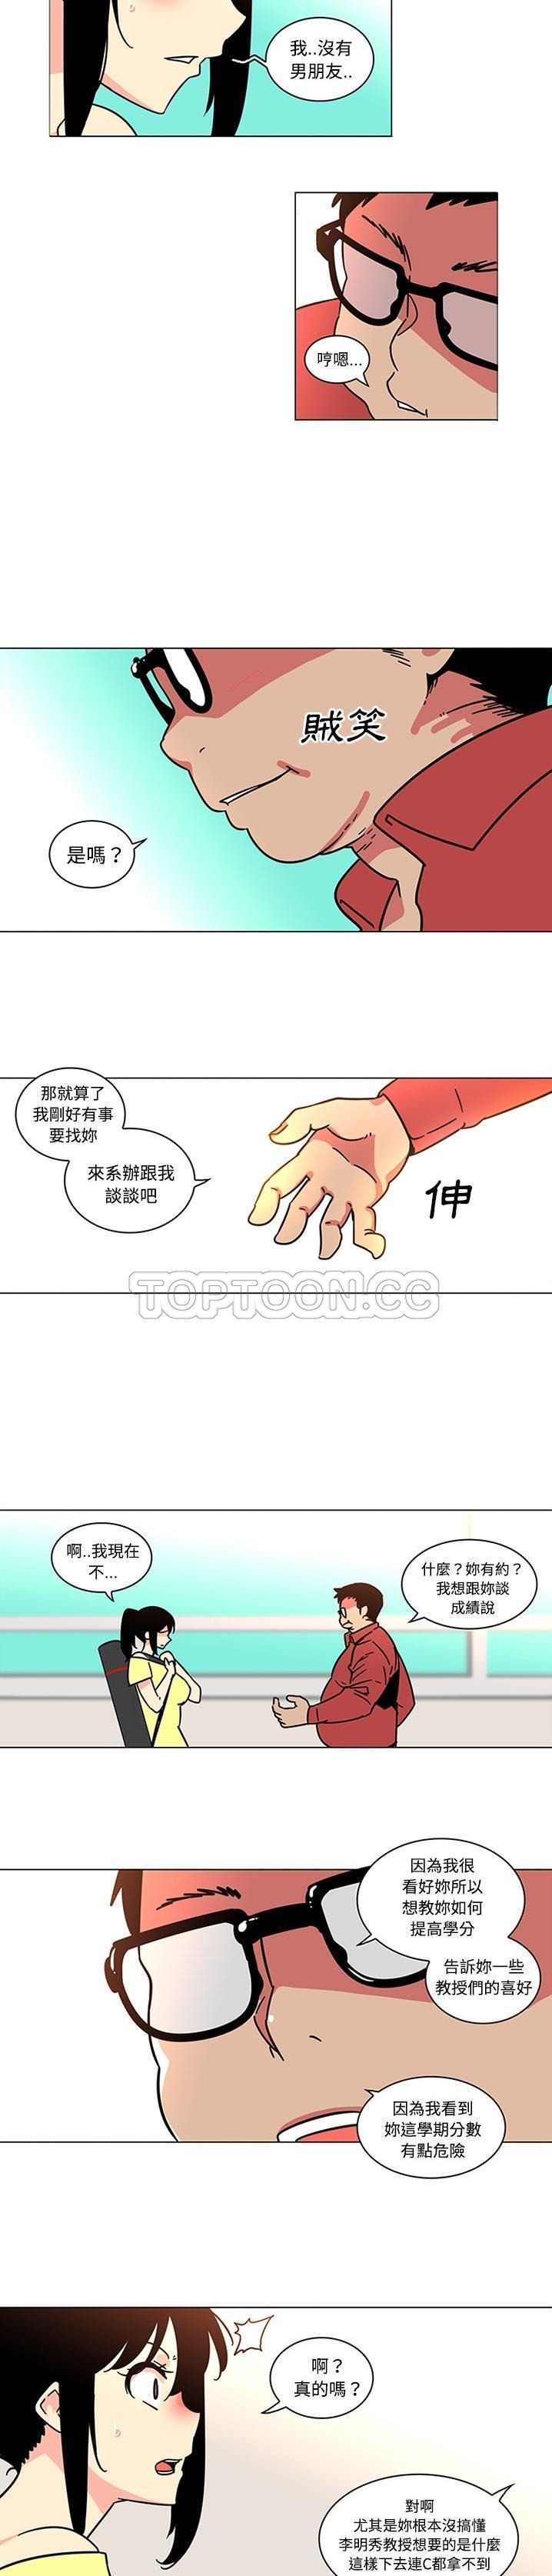 我..沒有
男朋友..
哼嗯...
賊笑
是嗎？
那就算了
我剛好有事
要找妳
來系辦跟我
談談吧
伸
TOPTOON.CC
啊..我現在
不...
什麼？妳有約？
我想跟妳談
成績說
因為我很
看好妳所以
想教妳如何
提高學分
告訴妳一些
教授們的喜好
因為我看到
妳這學期分數
有點危險
啊？
真的嗎？
對啊
尤其是妳根本沒搞懂
李明秀教授想要的是什麼
這樣下去連C都拿不到